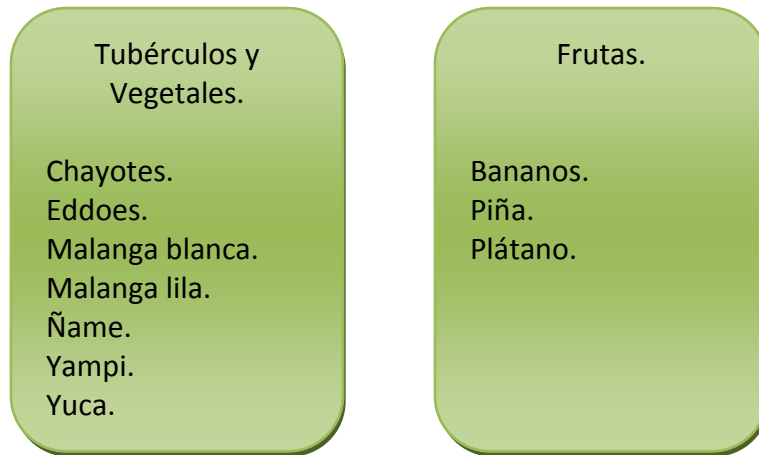 Tubérculos y
Vegetales.
Chayotes.
Eddoes.
Malanga blanca.
Malanga lila.
Ñame.
Yampi.
Yuca.
Frutas.
Bananos.
Piña.
Plátano.